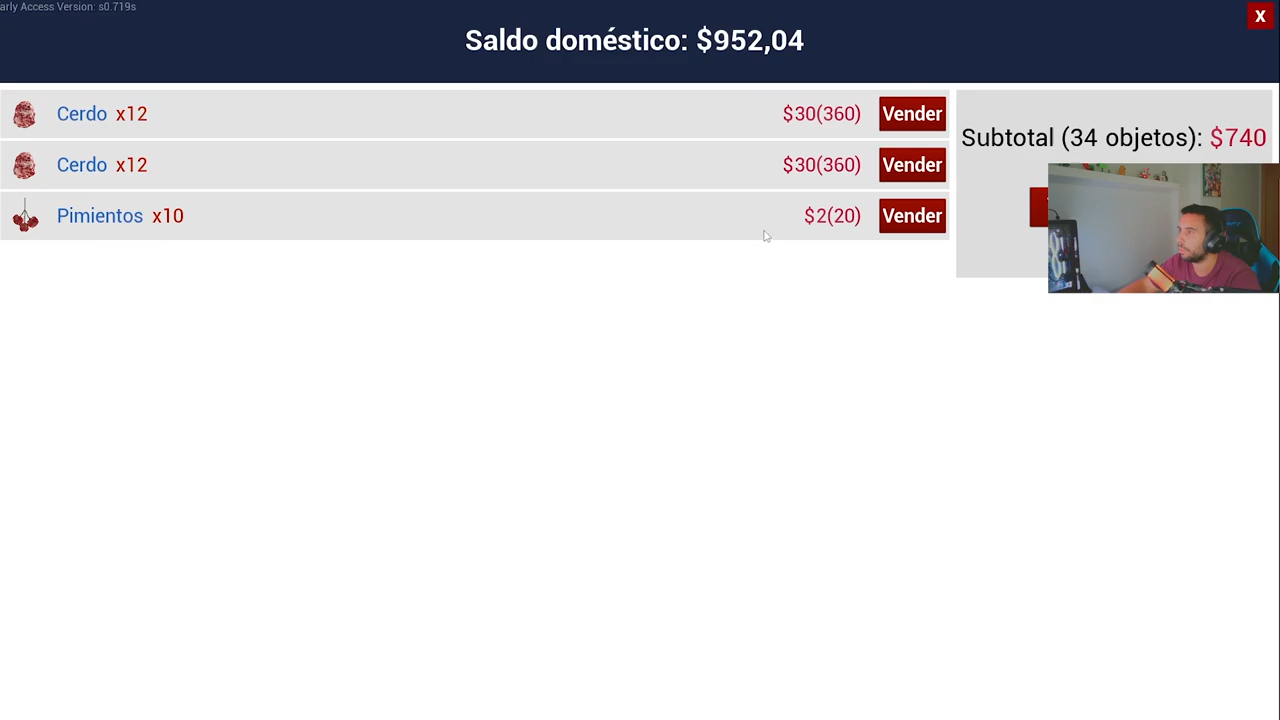 arly Access Version: s0.719s
X
Saldo doméstico: $952,04
Cerdo x12 $30(360) Vender
Cerdo x12 $30(360) Vender
Pimientos x10 $2(20) Vender
Subtotal (34 objetos): $740